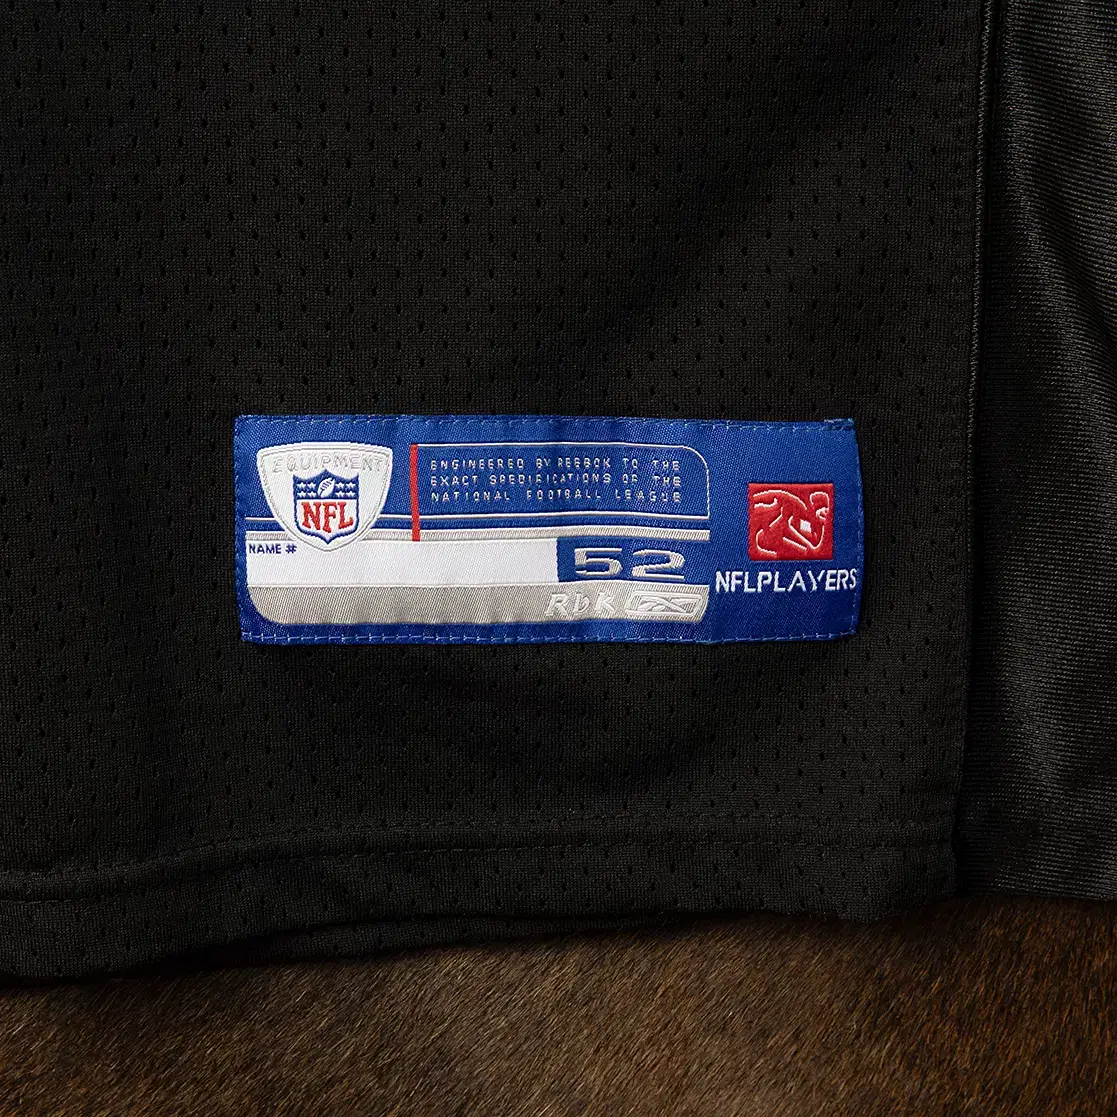 EQUIPMENT
NFL
ENGINEERED BY REEBOK TO THE
EXACT SPECIFICATIONS OF THE
NATIONAL FOOTBALL LEAGUE
NAME #
52
Rbk
NFLPLAYERS